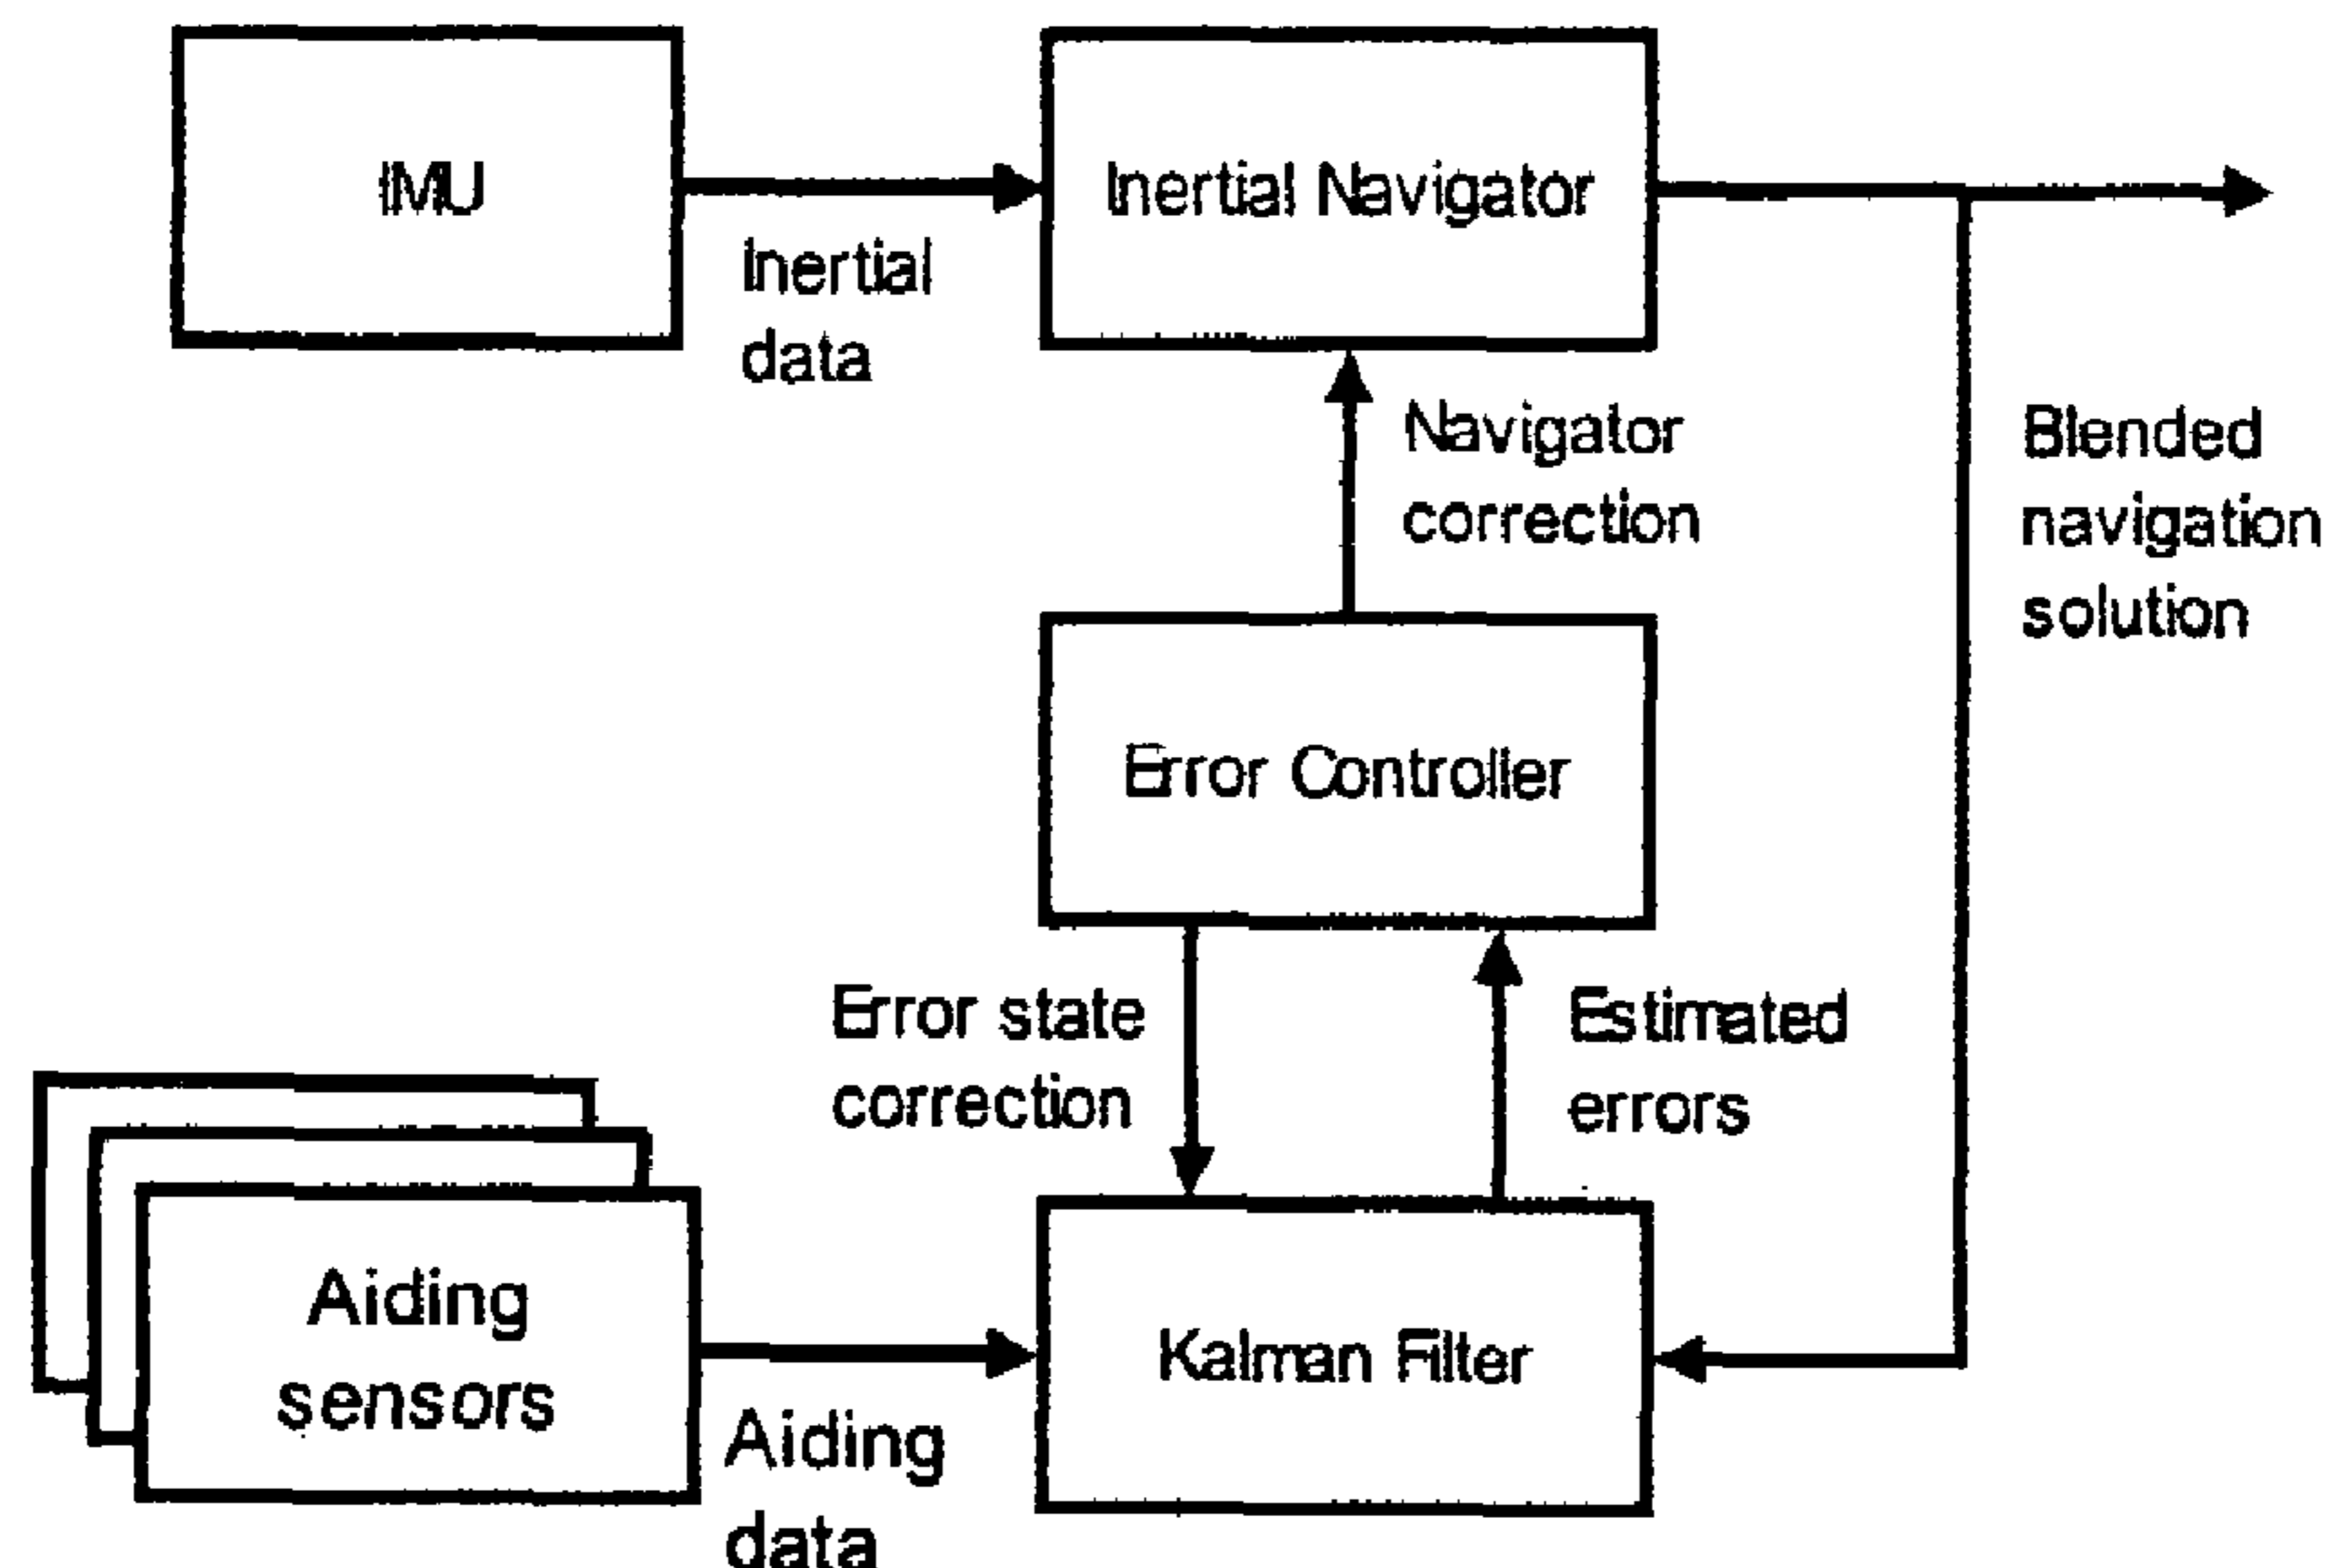 IMU
Inertial Navigator
Inertial
data
Navigator
correction
Blended
navigation
solution
Error Controller
Error state
correction
Estimated
errors
Aiding
sensors
Kalman Filter
Aiding
data